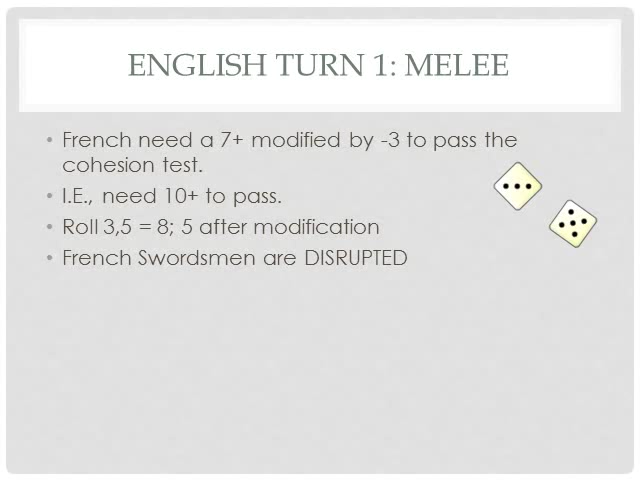 ENGLISH TURN 1: MELEE
• French need a 7+ modified by -3 to pass the
cohesion test.
• I.E., need 10+ to pass.
• Roll 3,5 = 8; 5 after modification
• French Swordsmen are DISRUPTED